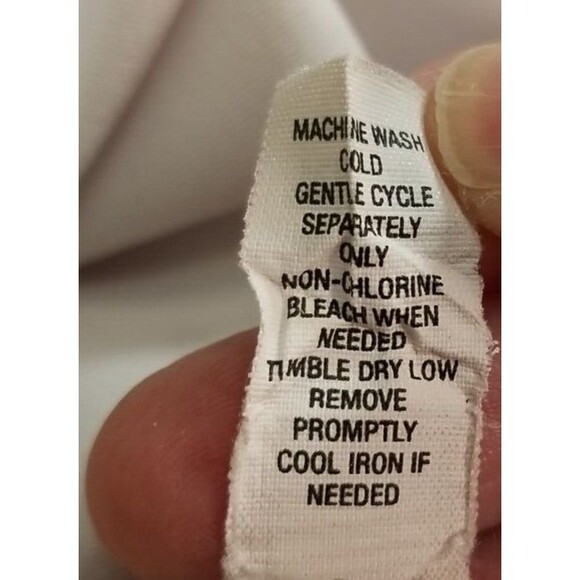 MACHINE WASH
COLD
GENTLE CYCLE
SEPARATELY
ONLY
NON-CHLORINE
BLEACH WHEN
NEEDED
TUMBLE DRY LOW
REMOVE
PROMPTLY
COOL IRON IF
NEEDED